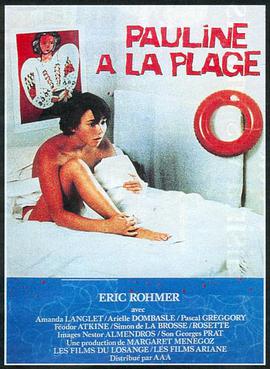 PAULINE
A LA PLAGE
ERIC ROHMER
avec
Amanda LANGLET/Arielle DOMBASLE/Pascal GREGGORY
Féodor ATKINE/Simon de LA BROSSE/ROSETTE
Images Nestor ALMENDROS/Son Georges PRAT
Une production de MARGARET MENEGOZ
LES FILMS DU LOSANGE/LES FILMS ARIANE
Distribué par AAA